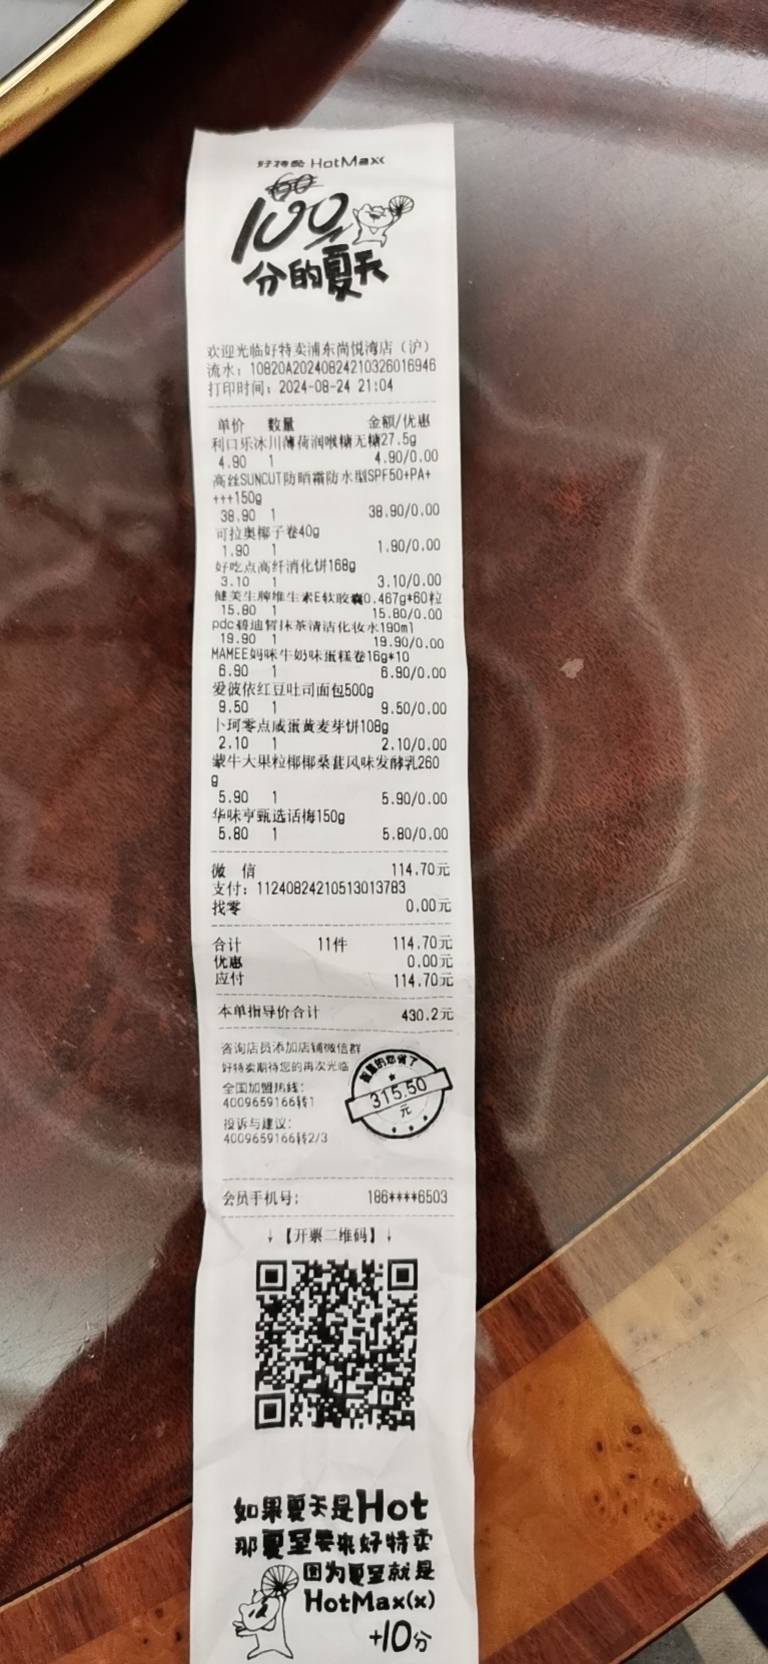 好特卖 HotMaxx
100
分的夏天
欢迎光临好特卖浦东尚悦湾店（沪）
流水：10820A20240824210326016946
打印时间：2024-08-24 21:04
单价 数量 金额/优惠
利口乐冰川薄荷润喉糖无糖27.5g
4.90 1 4.90/0.00
高丝SUNCUT防晒霜防水型SPF50+PA+
+++150g
38.90 1 38.90/0.00
可拉奥椰子卷40g
1.90 1 1.90/0.00
好吃点高纤消化饼168g
3.10 1 3.10/0.00
健美生牌维生素E软胶囊0.467g*60粒
15.80 1 15.80/0.00
pdc碧迪皙抹茶清洁化妆水190ml
19.90 1 19.90/0.00
MAMEE妈咪牛奶味蛋糕卷16g*10
6.90 1 6.90/0.00
爱彼依红豆吐司面包500g
9.50 1 9.50/0.00
卜珂零点咸蛋黄麦芽饼108g
2.10 1 2.10/0.00
蒙牛大果粒椰椰桑葚风味发酵乳260
g
5.90 1 5.90/0.00
华味亨甄选话梅150g
5.80 1 5.80/0.00
微 信 114.70元
支付：11240824210513013783
找零 0.00元
合计 11件 114.70元
优惠 0.00元
应付 114.70元
本单指导价合计 430.2元
咨询店员添加店铺微信群
好特卖期待您的再次光临
全国加盟热线：
4009659166转1
投诉与建议：
4009659166转2/3
的您省了
315.50
元
会员手机号： 186****6503
↓【开票二维码】↓
如果夏天是Hot
那夏至要来好特卖
因为夏至就是
HotMax(x)
+10分